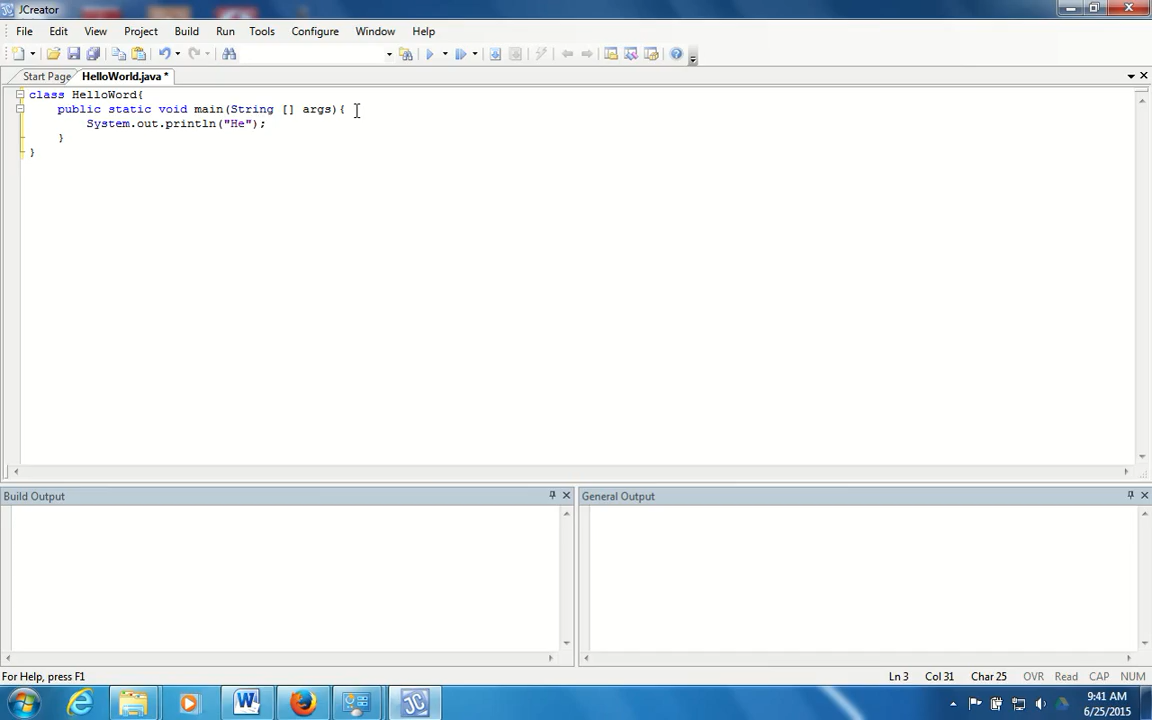 JCreator
File Edit View Project Build Run Tools Configure Window Help
Start Page HelloWorld.java *
class HelloWord{
public static void main(String [] args){
System.out.println("He");
}
}
Build Output
General Output
For Help, press F1
Ln 3 Col 31 Char 25 OVR Read CAP NUM
9:41 AM
6/25/2015